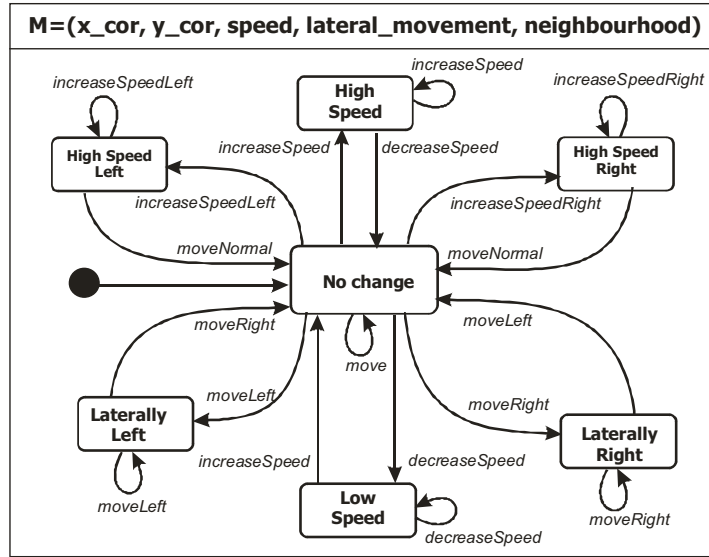 M=(x_cor, y_cor, speed, lateral_movement, neighbourhood)
increaseSpeedLeft
High Speed
Left
increaseSpeedLeft
moveNormal
High
Speed
increaseSpeed
increaseSpeed
decreaseSpeed
increaseSpeedRight
High Speed
Right
increaseSpeedRight
moveNormal
No change
move
moveRight
moveLeft
Laterally
Left
moveLeft
increaseSpeed
decreaseSpeed
Low
Speed
decreaseSpeed
moveLeft
moveRight
Laterally
Right
moveRight